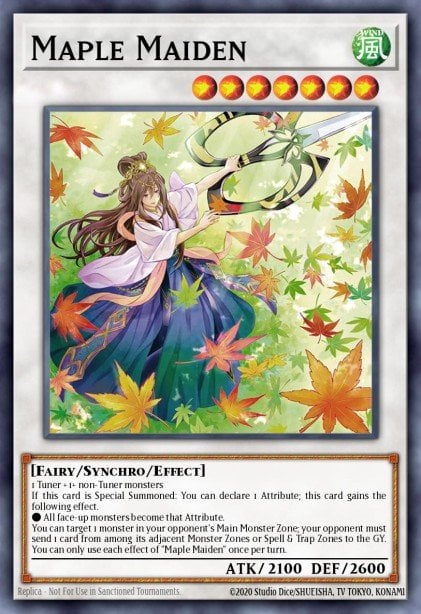 Maple Maiden
WIND
風
[Fairy/Synchro/Effect]
1 Tuner + 1+ non-Tuner monsters
If this card is Special Summoned: You can declare 1 Attribute; this card gains the
following effect.
● All face-up monsters become that Attribute.
You can target 1 monster in your opponent's Main Monster Zone; your opponent must
send 1 card from among its adjacent Monster Zones or Spell & Trap Zones to the GY.
You can only use each effect of "Maple Maiden" once per turn.
ATK/2100 DEF/2600
Replica - Not For Use in Sanctioned Tournaments. ©2020 Studio Dice/SHUEISHA, TV TOKYO, KONAMI